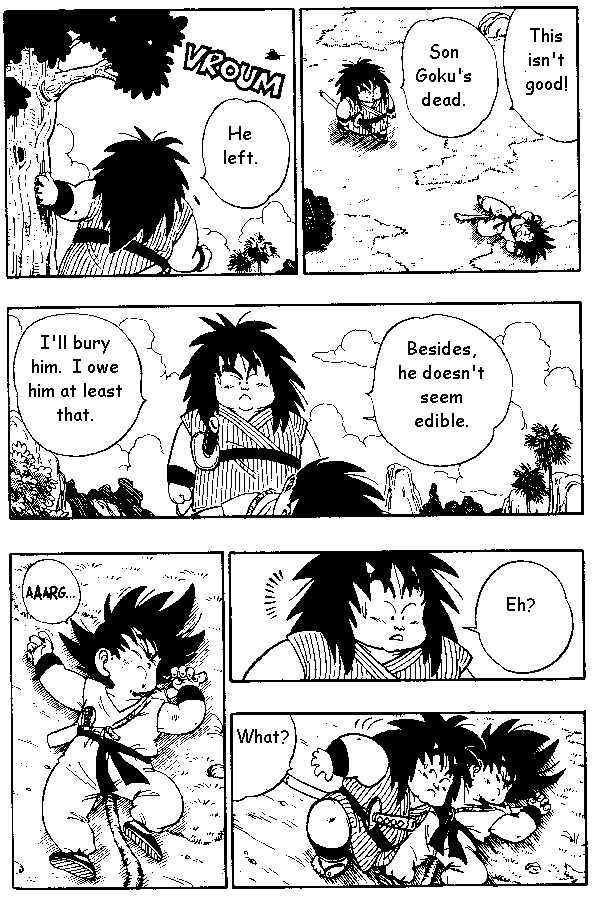 VROUM
He
left.
Son
Goku's
dead.
This
isn't
good!
I'll bury
him. I owe
him at least
that.
Besides,
he doesn't
seem
edible.
AAARG...
Eh?
What?